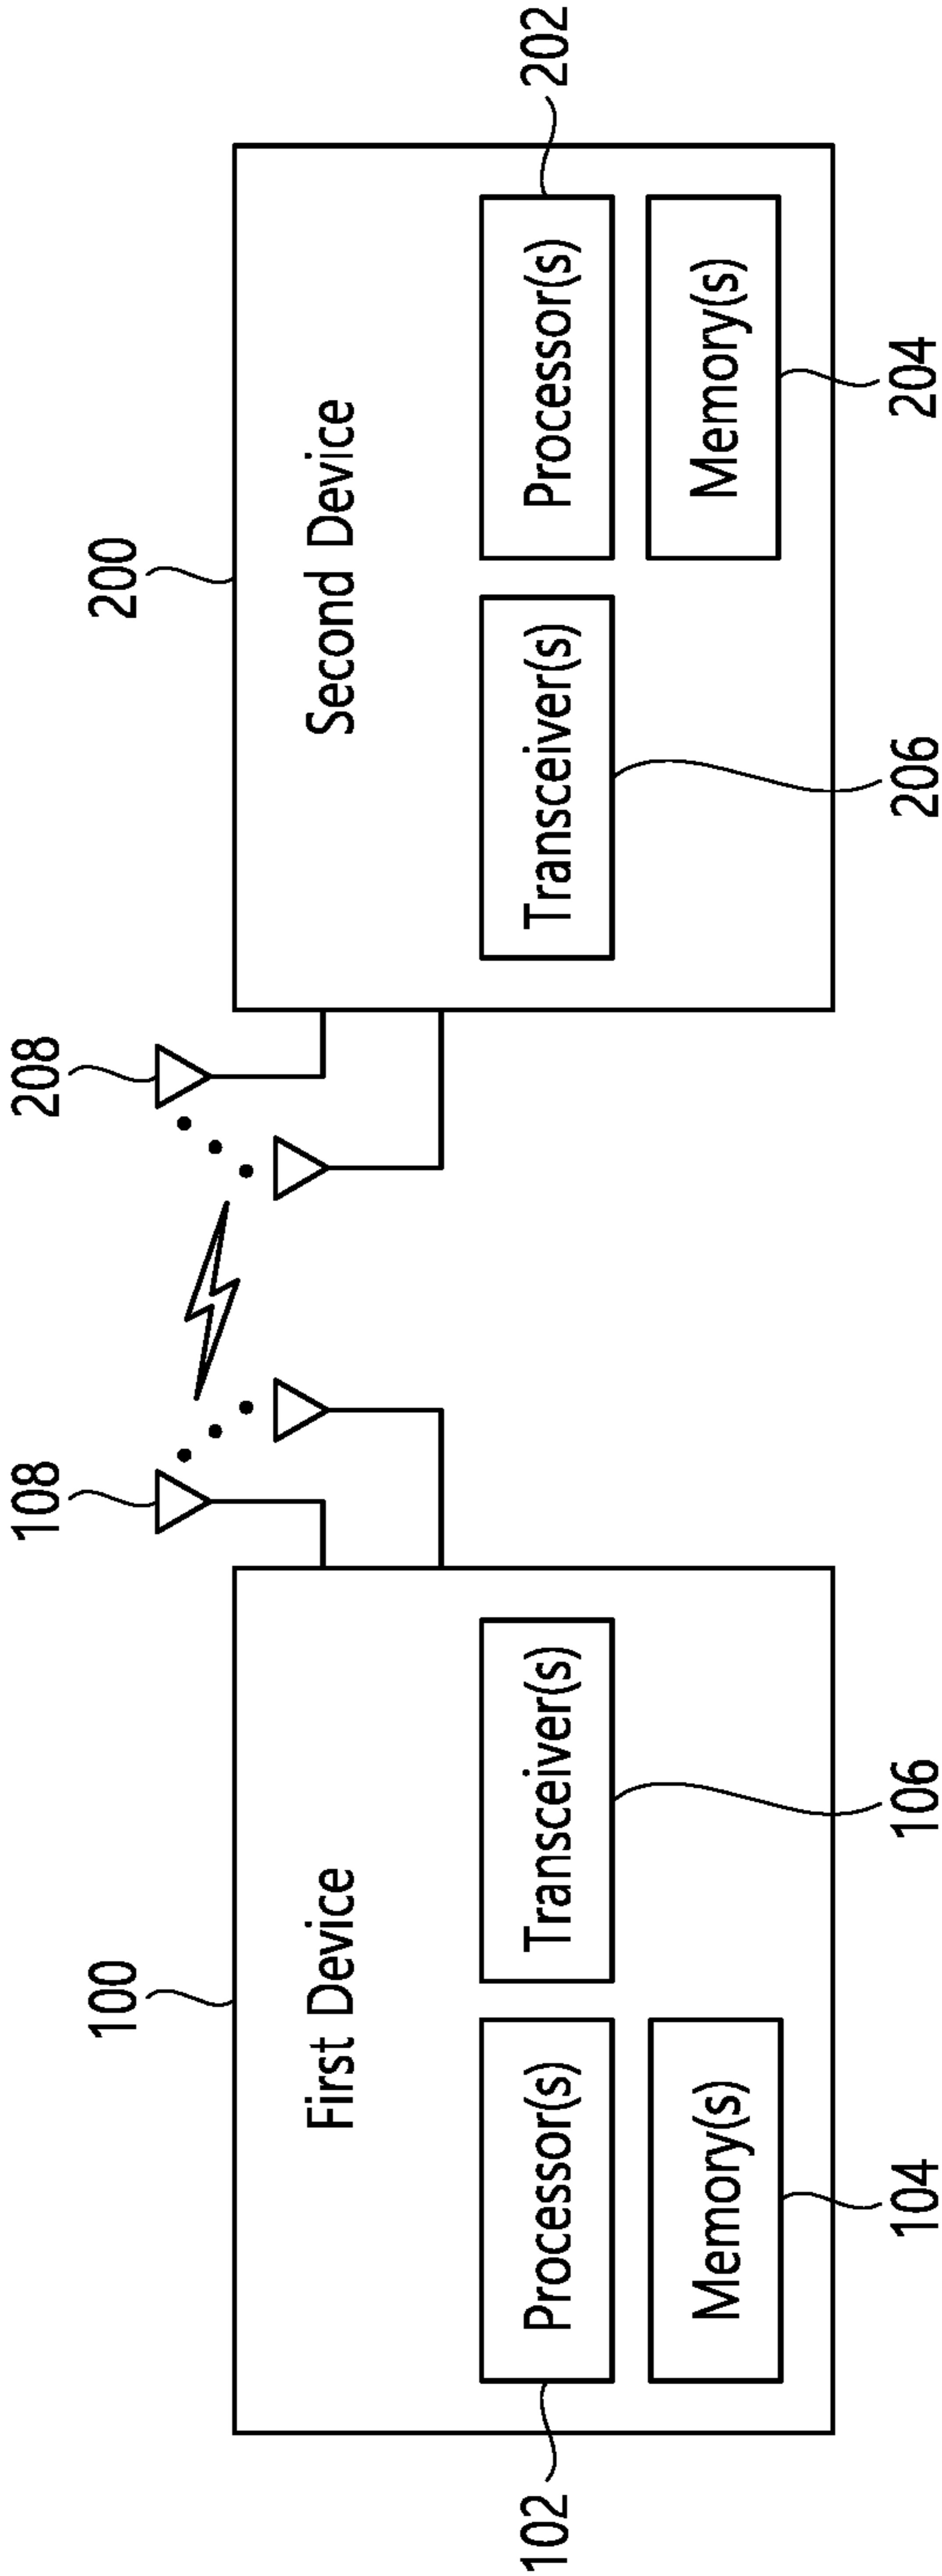 100
108
208
200
First Device
Second Device
102
Processor(s)
Transceiver(s)
Transceiver(s)
Processor(s)
202
Memory(s)
Memory(s)
104
106
206
204